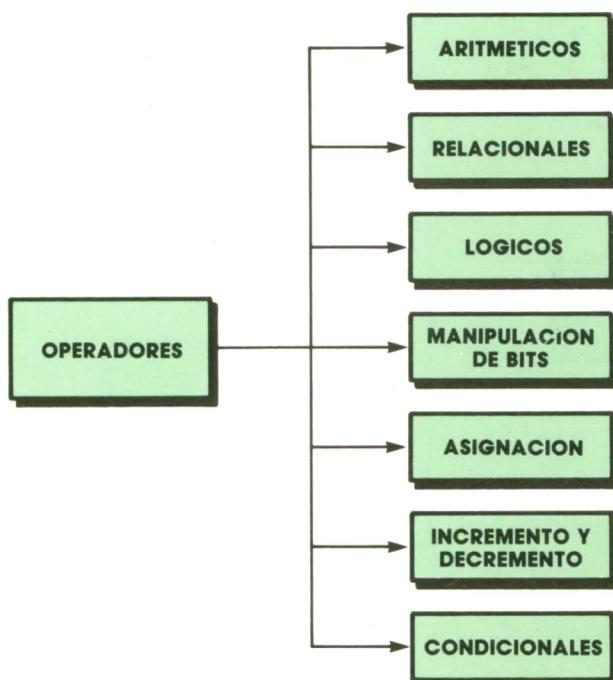 ARITMETICOS
RELACIONALES
LOGICOS
OPERADORES
MANIPULACION
DE BITS
ASIGNACION
INCREMENTO Y
DECREMENTO
CONDICIONALES